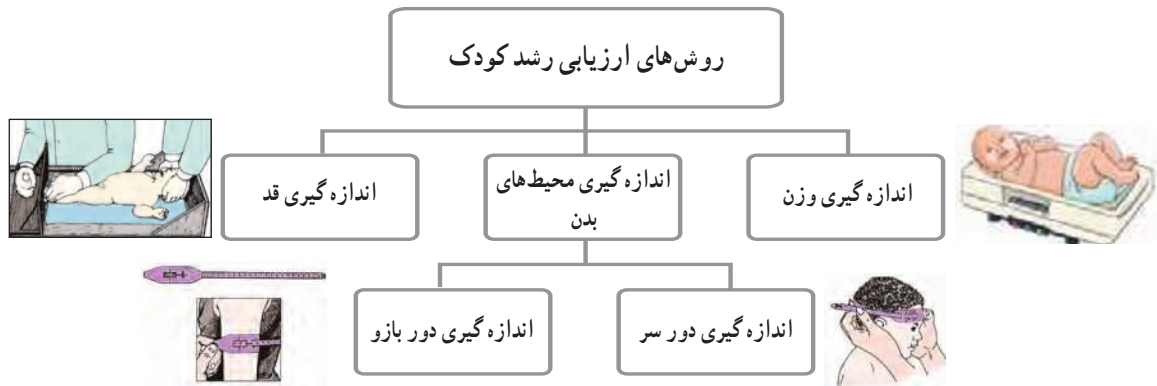 روش‌های ارزیابی رشد کودک
اندازه گیری وزن
اندازه گیری محیط‌های
بدن
اندازه گیری قد
اندازه گیری دور سر
اندازه گیری دور بازو